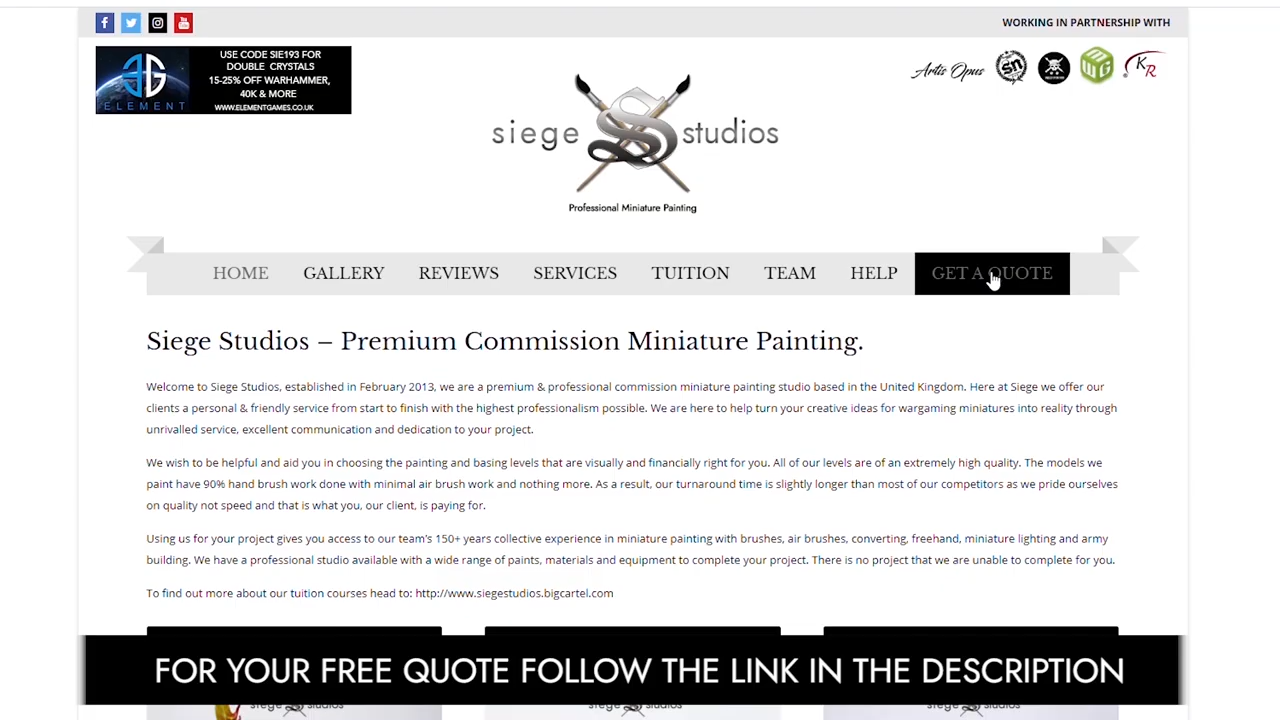 WORKING IN PARTNERSHIP WITH
USE CODE SIE193 FOR
DOUBLE CRYSTALS
15-25% OFF WARHAMMER,
40K & MORE
WWW.ELEMENTGAMES.CO.UK
ELEMENT
Artis Opus
KR
siege S studios
Professional Miniature Painting
HOME GALLERY REVIEWS SERVICES TUITION TEAM HELP GET A QUOTE
Siege Studios – Premium Commission Miniature Painting.
Welcome to Siege Studios, established in February 2013, we are a premium & professional commission miniature painting studio based in the United Kingdom. Here at Siege we offer our
clients a personal & friendly service from start to finish with the highest professionalism possible. We are here to help turn your creative ideas for wargaming miniatures into reality through
unrivalled service, excellent communication and dedication to your project.
We wish to be helpful and aid you in choosing the painting and basing levels that are visually and financially right for you. All of our levels are of an extremely high quality. The models we
paint have 90% hand brush work done with minimal air brush work and nothing more. As a result, our turnaround time is slightly longer than most of our competitors as we pride ourselves
on quality not speed and that is what you, our client, is paying for.
Using us for your project gives you access to our team's 150+ years collective experience in miniature painting with brushes, air brushes, converting, freehand, miniature lighting and army
building. We have a professional studio available with a wide range of paints, materials and equipment to complete your project. There is no project that we are unable to complete for you.
To find out more about our tuition courses head to: http://www.siegestudios.bigcartel.com
FOR YOUR FREE QUOTE FOLLOW THE LINK IN THE DESCRIPTION